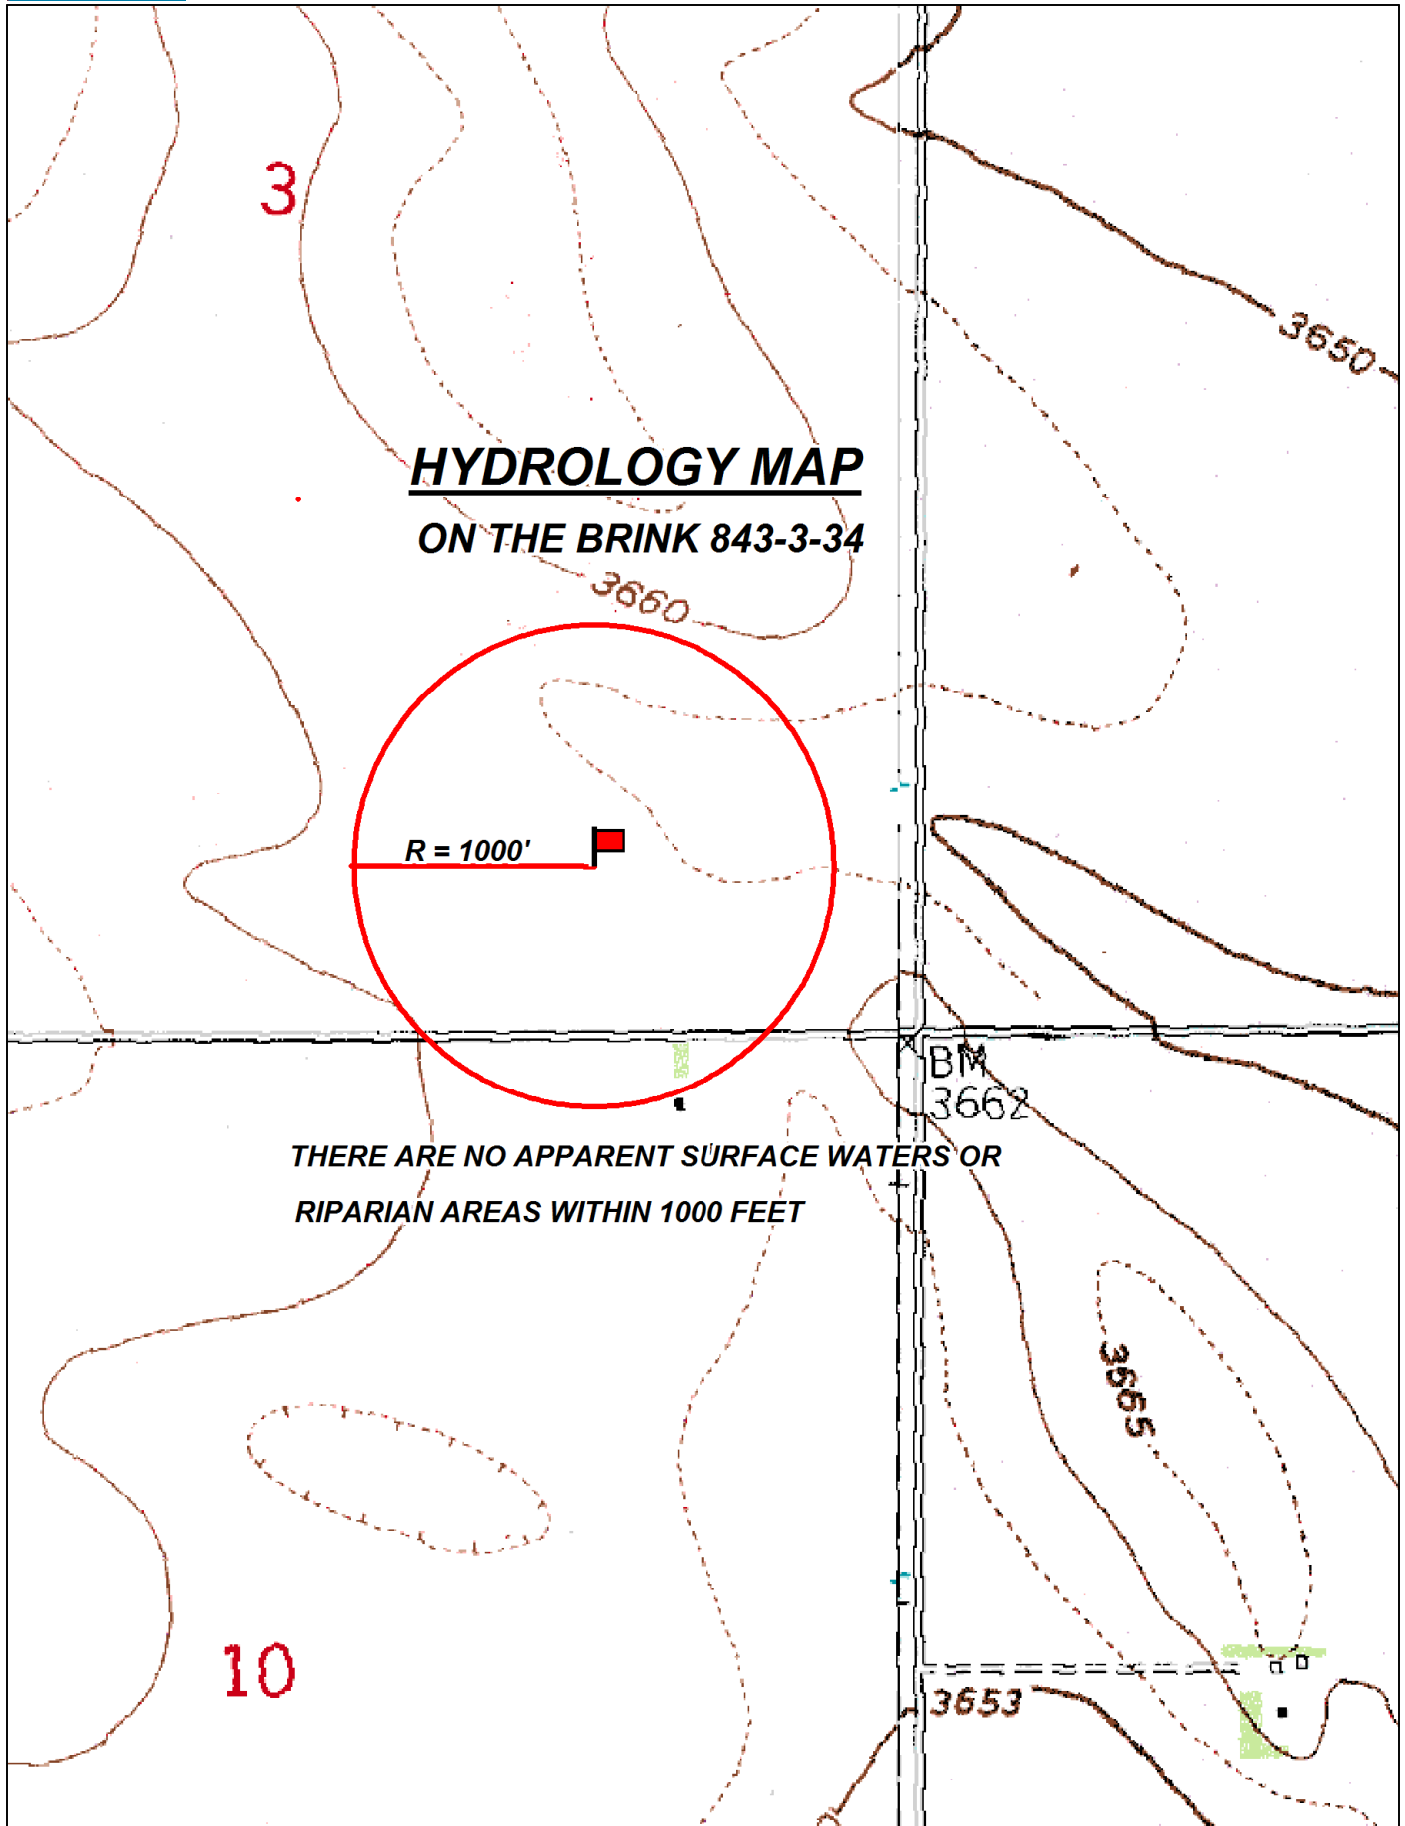 3
3650
HYDROLOGY MAP
ON THE BRINK 843-3-34
3660
R = 1000'
BM
3662
THERE ARE NO APPARENT SURFACE WATERS OR
RIPARIAN AREAS WITHIN 1000 FEET
3665
10
3653